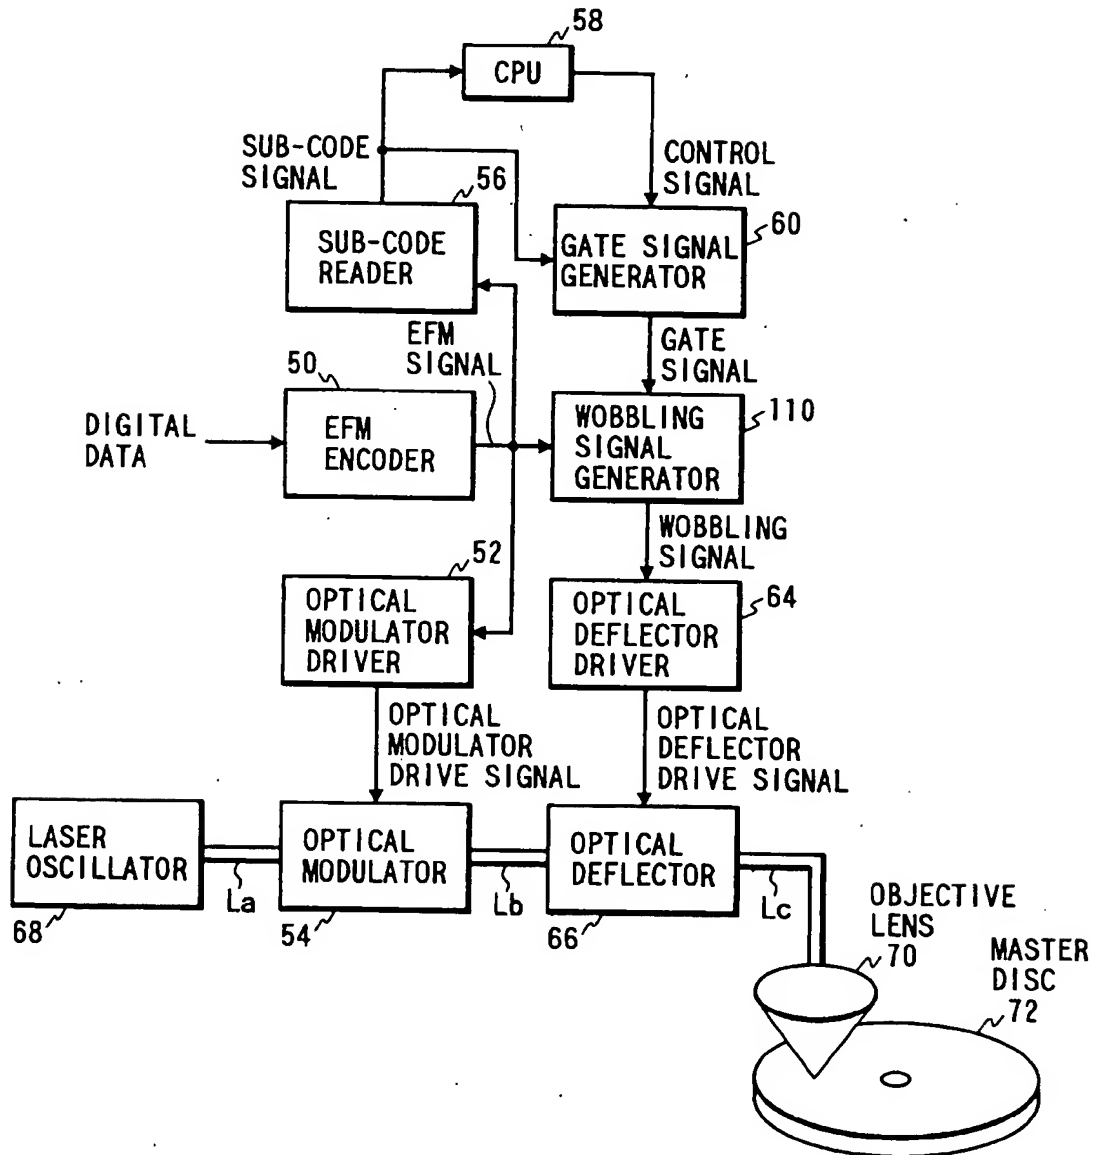 58
CPU
SUB-CODE
SIGNAL
56
CONTROL
SIGNAL
SUB-CODE
READER
60
GATE SIGNAL
GENERATOR
EFM
SIGNAL
GATE
SIGNAL
50
110
DIGITAL
DATA
EFM
ENCODER
WOBBLING
SIGNAL
GENERATOR
WOBBLING
SIGNAL
52
64
OPTICAL
MODULATOR
DRIVER
OPTICAL
DEFLECTOR
DRIVER
OPTICAL
MODULATOR
DRIVE SIGNAL
OPTICAL
DEFLECTOR
DRIVE SIGNAL
LASER
OSCILLATOR
OPTICAL
MODULATOR
OPTICAL
DEFLECTOR
La
Lb
Lc
68
54
66
OBJECTIVE
LENS
70
MASTER
DISC
72